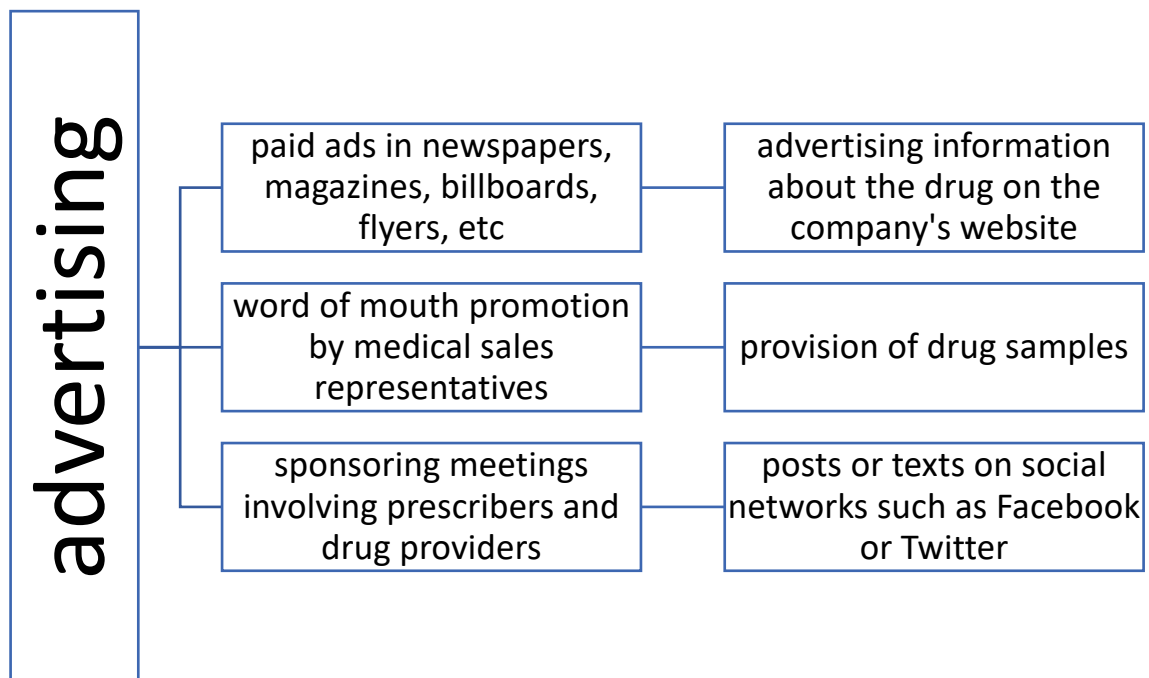 advertising
paid ads in newspapers,
magazines, billboards,
flyers, etc
advertising information
about the drug on the
company's website
word of mouth promotion
by medical sales
representatives
provision of drug samples
sponsoring meetings
involving prescribers and
drug providers
posts or texts on social
networks such as Facebook
or Twitter